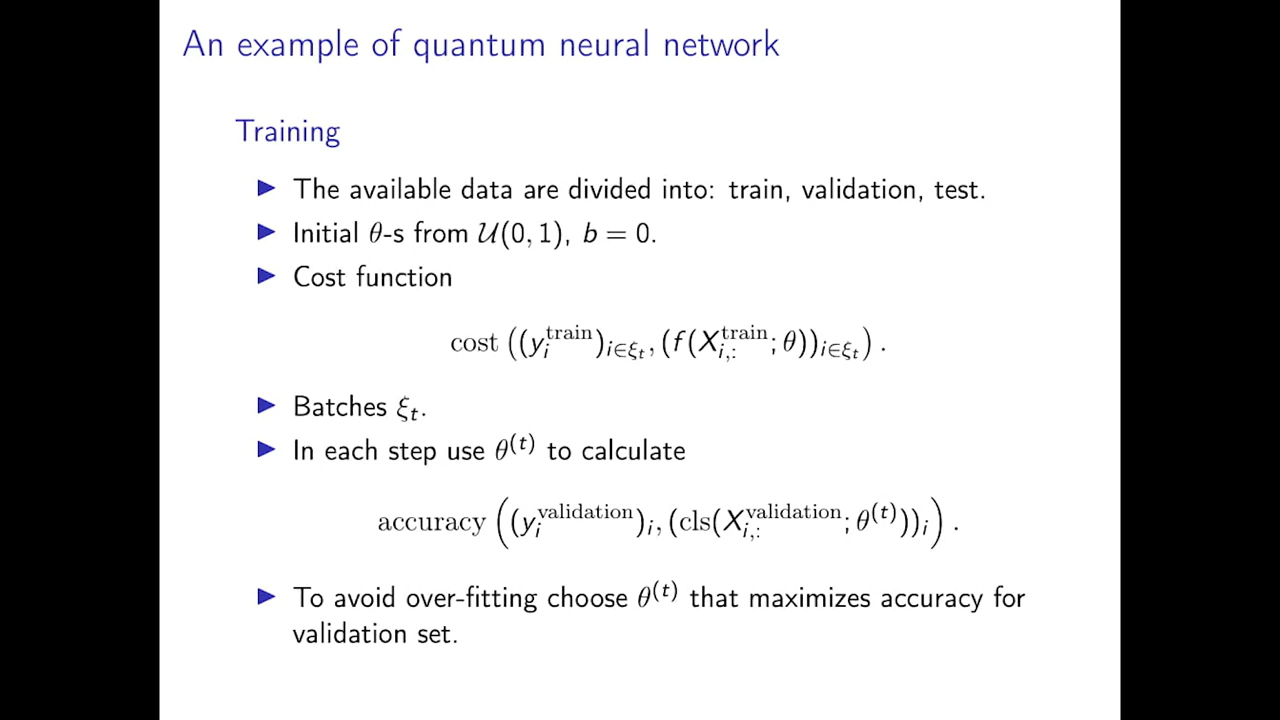 An example of quantum neural network
Training
▶ The available data are divided into: train, validation, test.
▶ Initial θ-s from 𝒰(0, 1), b = 0.
▶ Cost function
cost ((y_i^train)_{i∈ξ_t}, (f(X_{i,:}^train; θ))_{i∈ξ_t}) .
▶ Batches ξ_t.
▶ In each step use θ^(t) to calculate
accuracy ((y_i^validation)_i, (cls(X_{i,:}^validation; θ^(t)))_i) .
▶ To avoid over-fitting choose θ^(t) that maximizes accuracy for
validation set.